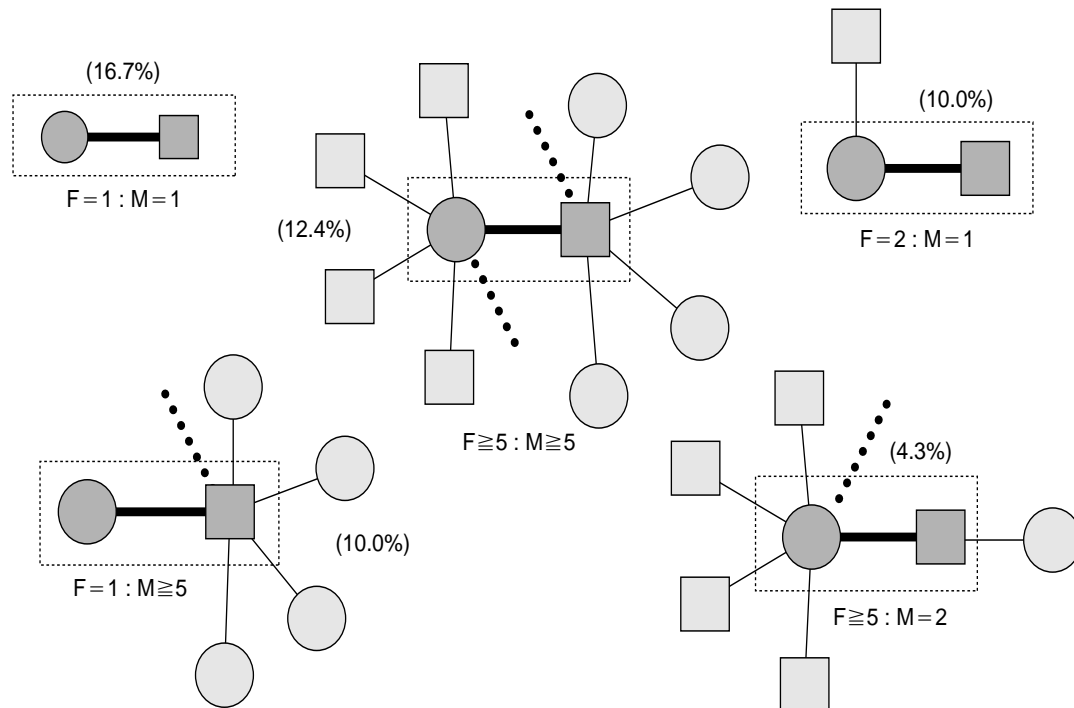 (16.7%)
F=1 : M=1
(12.4%)
F≧5 : M≧5
(10.0%)
F=2 : M=1
(10.0%)
F=1 : M≧5
(4.3%)
F≧5 : M=2